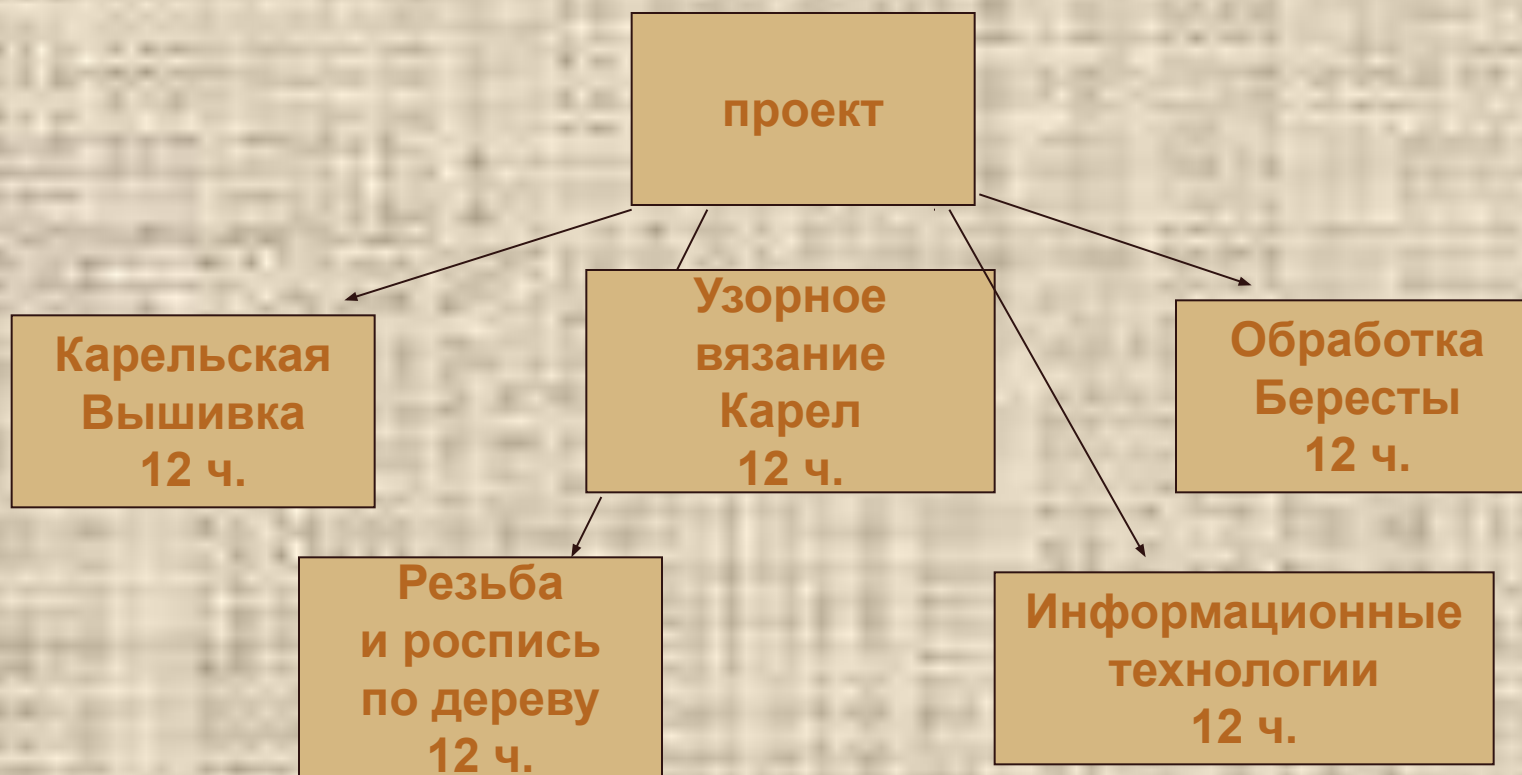 проект
Карельская
Вышивка
12 ч.
Узорное
вязание
Карел
12 ч.
Обработка
Бересты
12 ч.
Резьба
и роспись
по дереву
12 ч.
Информационные
технологии
12 ч.